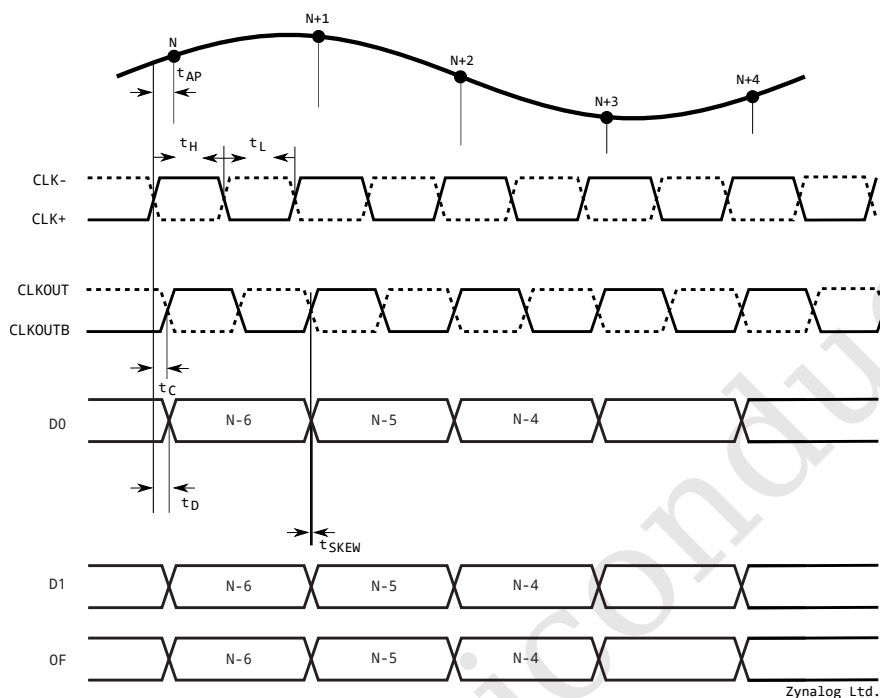 N
N+1
N+2
N+3
N+4
tAP
tH
tL
CLK-
CLK+
CLKOUT
CLKOUTB
tC
D0
N-6
N-5
N-4
tD
tSKEW
D1
N-6
N-5
N-4
OF
N-6
N-5
N-4
Zynalog Ltd.